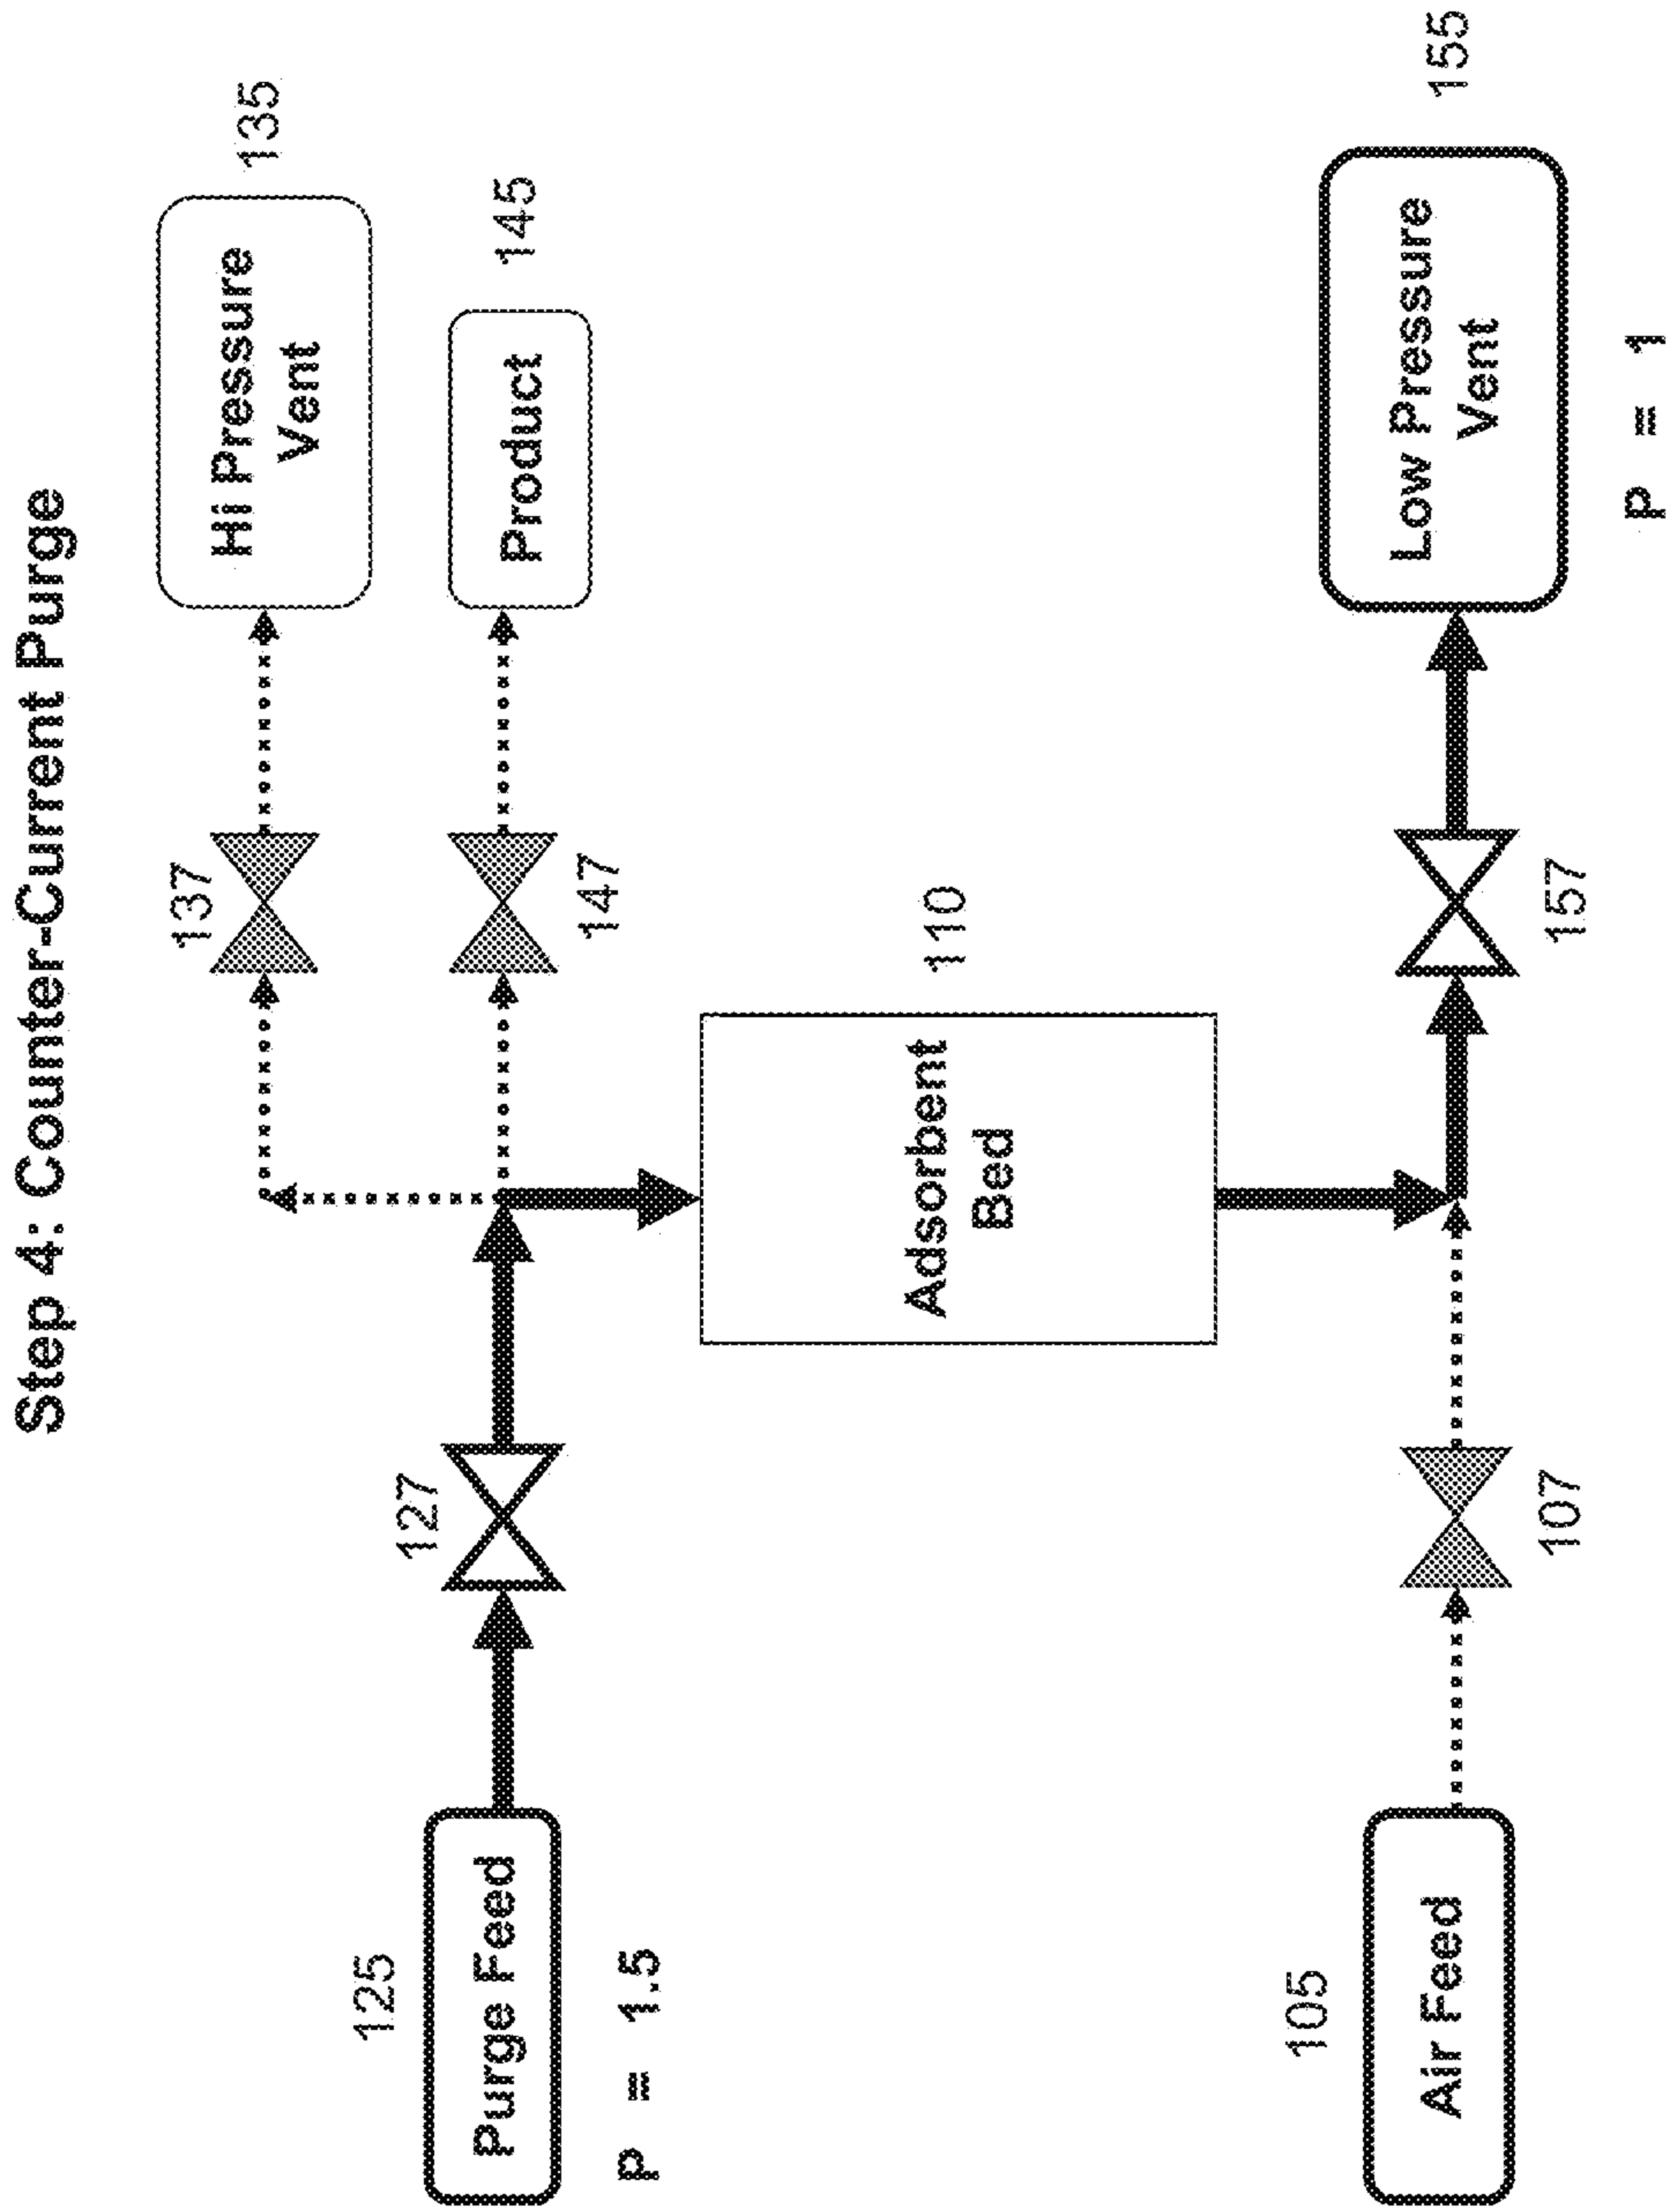 Step 4: Counter-Current Purge
125
Purge Feed
P = 1.5
127
137
Hi Pressure
Vent
135
147
Product
145
Adsorbent
Bed
110
105
Air Feed
107
157
Low Pressure
Vent
155
P = 1